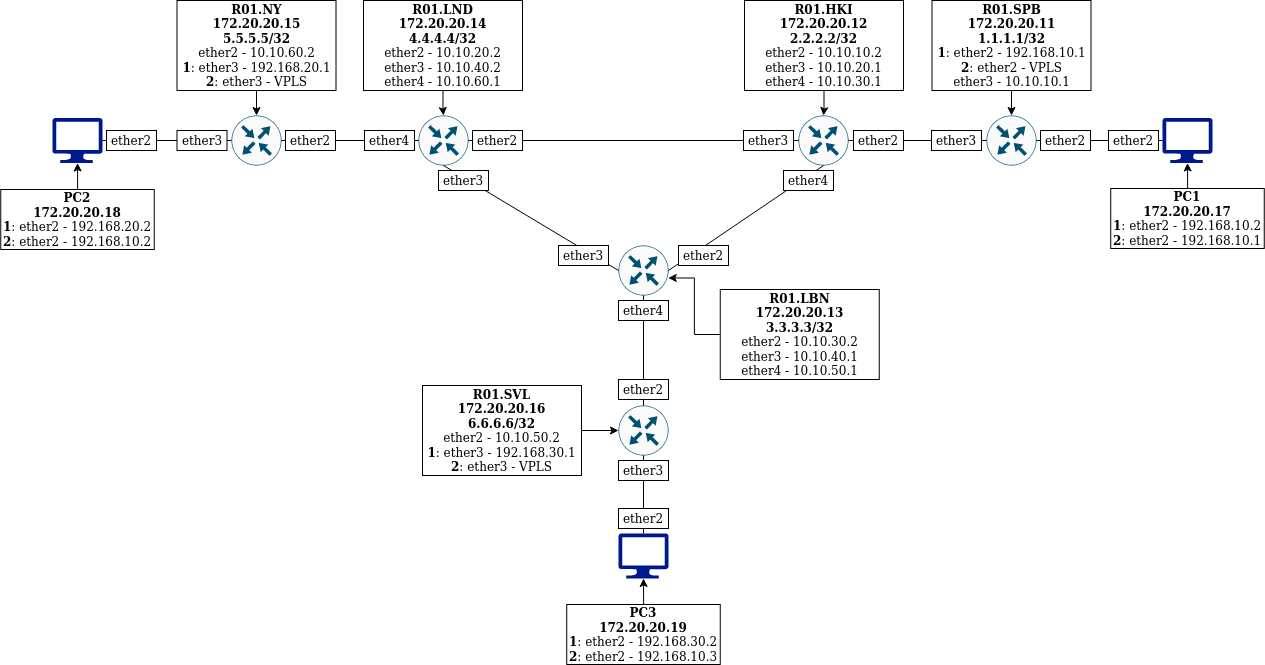 R01.NY
172.20.20.15
5.5.5.5/32
ether2 - 10.10.60.2
1: ether3 - 192.168.20.1
2: ether3 - VPLS
R01.LND
172.20.20.14
4.4.4.4/32
ether2 - 10.10.20.2
ether3 - 10.10.40.2
ether4 - 10.10.60.1
R01.HKI
172.20.20.12
2.2.2.2/32
ether2 - 10.10.10.2
ether3 - 10.10.20.1
ether4 - 10.10.30.1
R01.SPB
172.20.20.11
1.1.1.1/32
1: ether2 - 192.168.10.1
2: ether2 - VPLS
ether3 - 10.10.10.1
ether2
ether3
ether2
ether4
ether2
ether3
ether2
ether3
ether2
ether2
ether3
ether4
PC2
172.20.20.18
1: ether2 - 192.168.20.2
2: ether2 - 192.168.10.2
PC1
172.20.20.17
1: ether2 - 192.168.10.2
2: ether2 - 192.168.10.1
ether3
ether2
ether4
R01.LBN
172.20.20.13
3.3.3.3/32
ether2 - 10.10.30.2
ether3 - 10.10.40.1
ether4 - 10.10.50.1
ether2
R01.SVL
172.20.20.16
6.6.6.6/32
ether2 - 10.10.50.2
1: ether3 - 192.168.30.1
2: ether3 - VPLS
ether3
ether2
PC3
172.20.20.19
1: ether2 - 192.168.30.2
2: ether2 - 192.168.10.3